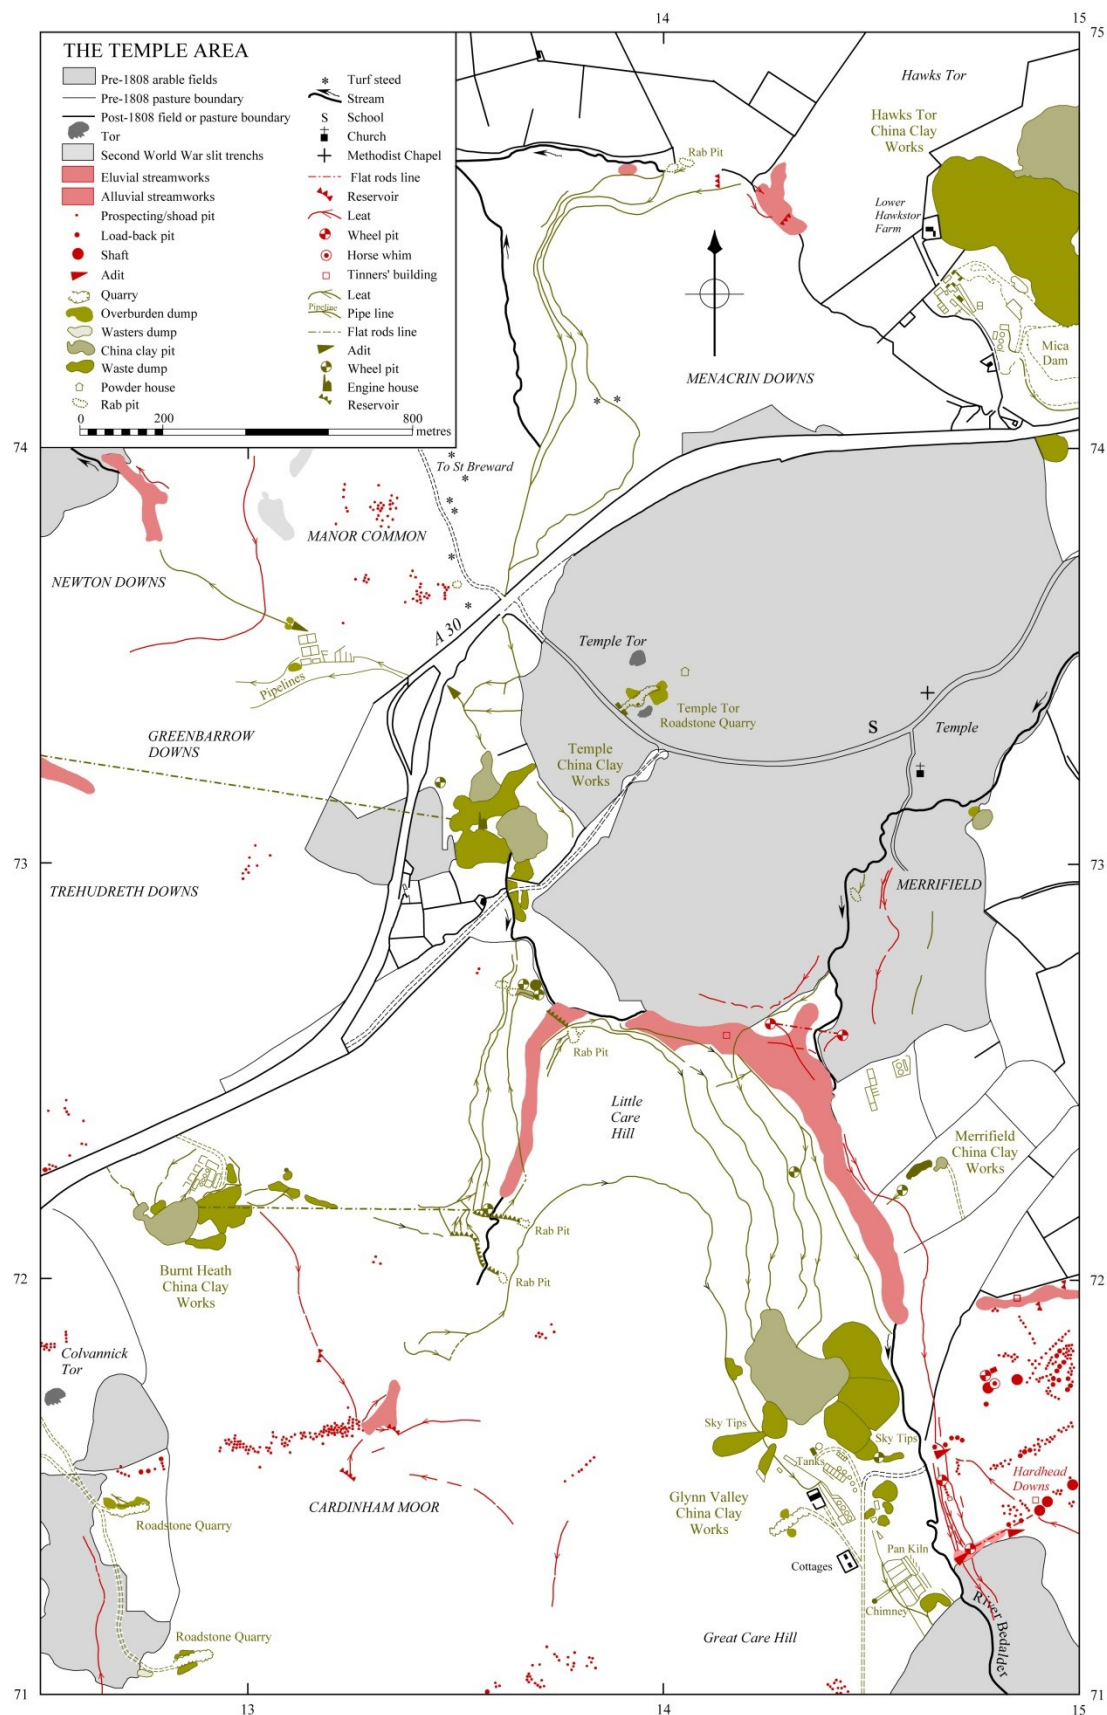 14
15
75
THE TEMPLE AREA
Pre-1808 arable fields
Pre-1808 pasture boundary
Post-1808 field or pasture boundary
Tor
Second World War slit trenchs
Eluvial streamworks
Alluvial streamworks
Prospecting/shoad pit
Load-back pit
Shaft
Adit
Quarry
Overburden dump
Wasters dump
China clay pit
Waste dump
Powder house
Rab pit
Turf steed
Stream
S School
Church
Methodist Chapel
Flat rods line
Reservoir
Leat
Wheel pit
Horse whim
Tinners' building
Leat
Pipeline Pipe line
Flat rods line
Adit
Wheel pit
Engine house
Reservoir
0 200 800
metres
Hawks Tor
Hawks Tor
China Clay
Works
Rab Pit
Lower
Hawkstor
Farm
Mica
Dam
MENACRIN DOWNS
74
74
To St Breward
MANOR COMMON
NEWTON DOWNS
A 30
Temple Tor
Pipelines
Temple Tor
Roadstone Quarry
S
Temple
GREENBARROW
DOWNS
Temple
China Clay
Works
73
73
TREHUDRETH DOWNS
MERRIFIELD
Rab Pit
Little
Care
Hill
Merrifield
China Clay
Works
Rab Pit
Burnt Heath
China Clay
Works
Rab Pit
72
72
Colvannick
Tor
Sky Tips
Sky Tips
Tanks
Hardhead
Downs
Glynn Valley
China Clay
Works
CARDINHAM MOOR
Roadstone Quarry
Pan Kiln
Cottages
Chimney
River Bedalder
Roadstone Quarry
Great Care Hill
71
71
13
14
15